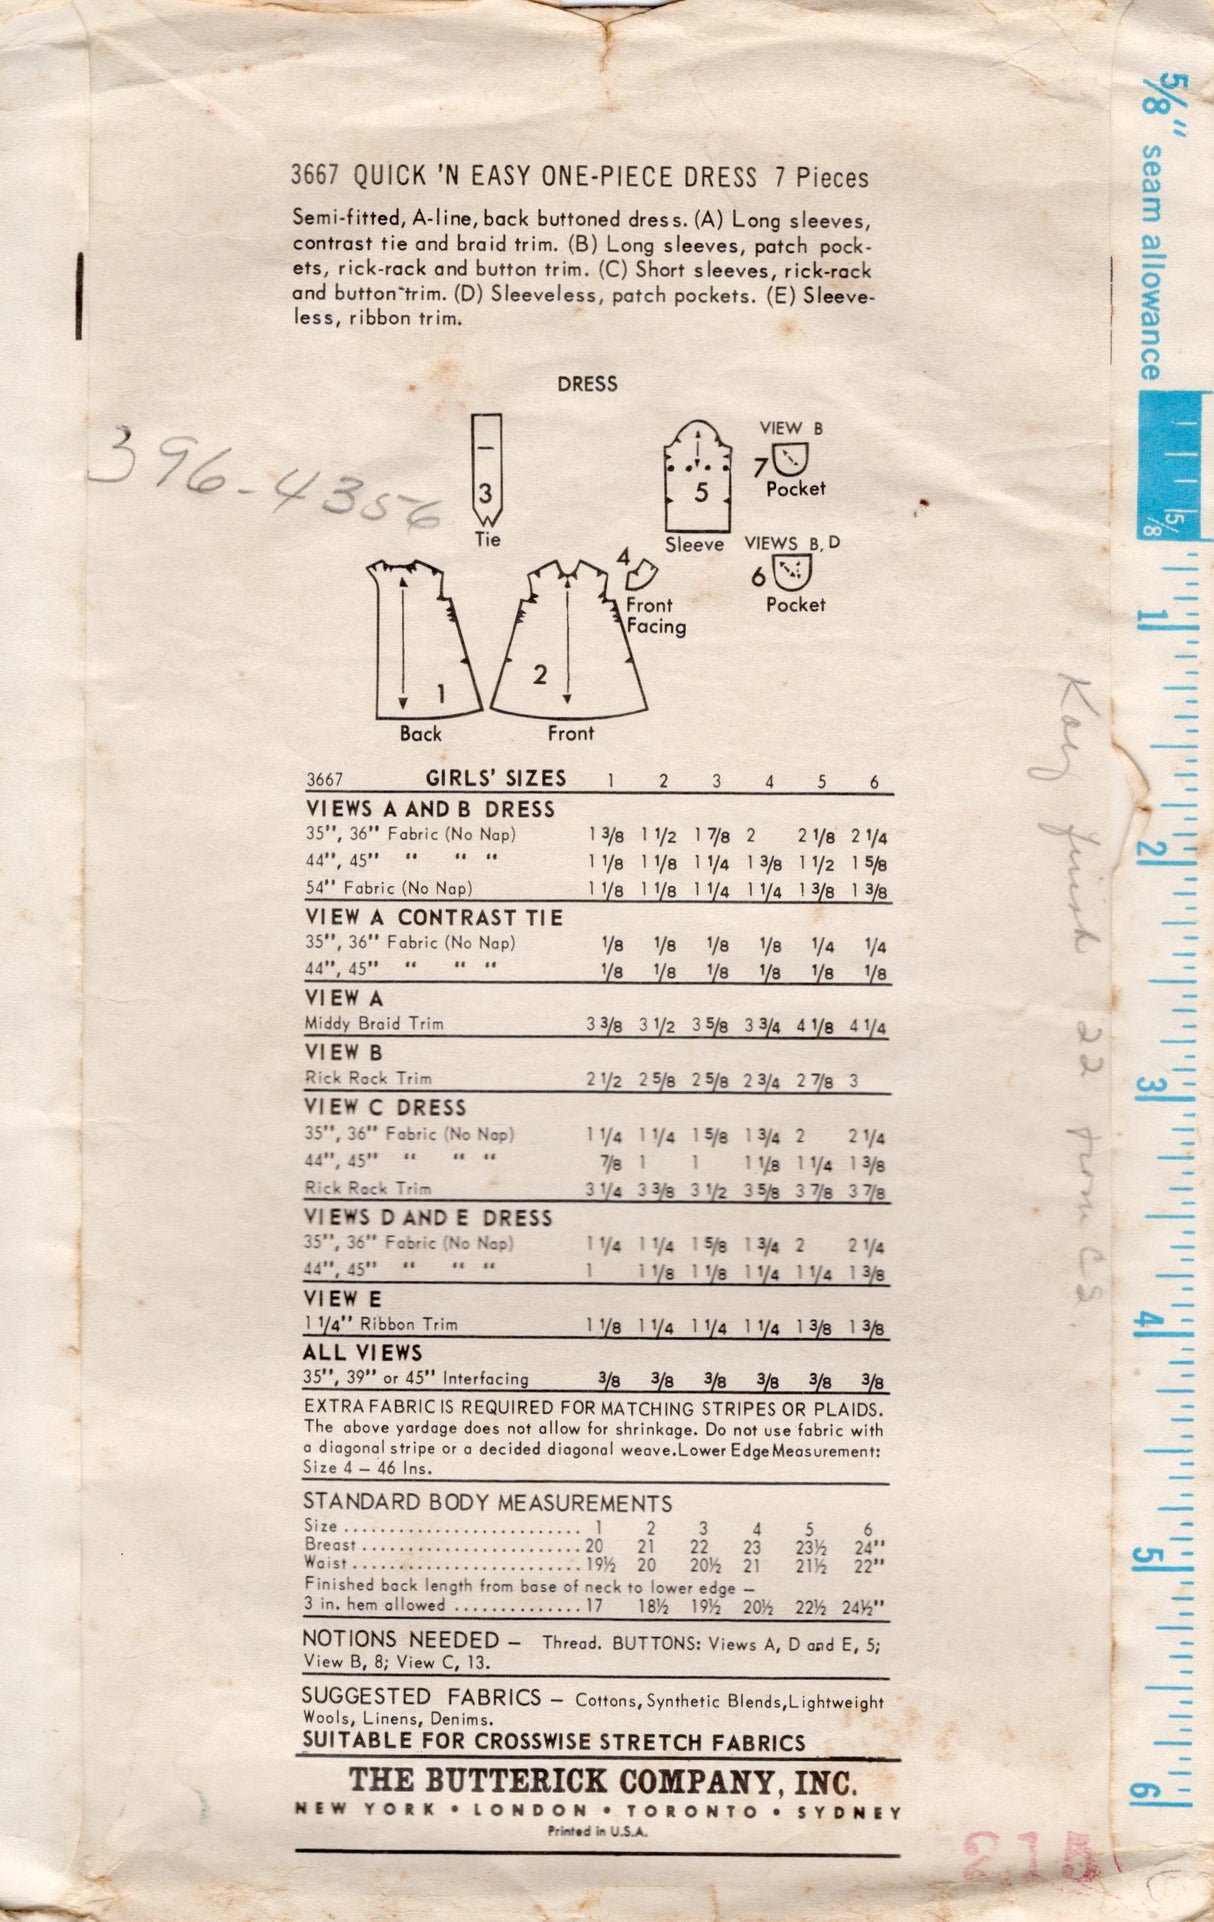 3667 QUICK 'N EASY ONE-PIECE DRESS 7 Pieces
Semi-fitted, A-line, back buttoned dress. (A) Long sleeves,
contrast tie and braid trim. (B) Long sleeves, patch pock-
ets, rick-rack and button trim. (C) Short sleeves, rick-rack
and button trim. (D) Sleeveless, patch pockets. (E) Sleeve-
less, ribbon trim.
DRESS
396-4356
3
Tie
5
Sleeve
VIEW B
7
Pocket
VIEWS B, D
6
Pocket
4
Front
Facing
1
Back
2
Front
3667 GIRLS' SIZES 1 2 3 4 5 6
VIEWS A AND B DRESS
35", 36" Fabric (No Nap) 1 3/8 1 1/2 1 7/8 2 2 1/8 2 1/4
44", 45" " " " 1 1/8 1 1/8 1 1/4 1 3/8 1 1/2 1 5/8
54" Fabric (No Nap) 1 1/8 1 1/8 1 1/4 1 1/4 1 3/8 1 3/8
VIEW A CONTRAST TIE
35", 36" Fabric (No Nap) 1/8 1/8 1/8 1/8 1/4 1/4
44", 45" " " " 1/8 1/8 1/8 1/8 1/8 1/8
VIEW A
Middy Braid Trim 3 3/8 3 1/2 3 5/8 3 3/4 4 1/8 4 1/4
VIEW B
Rick Rack Trim 2 1/2 2 5/8 2 5/8 2 3/4 2 7/8 3
VIEW C DRESS
35", 36" Fabric (No Nap) 1 1/4 1 1/4 1 5/8 1 3/4 2 2 1/4
44", 45" " " " 7/8 1 1 1 1/8 1 1/4 1 3/8
Rick Rack Trim 3 1/4 3 3/8 3 1/2 3 5/8 3 7/8 3 7/8
VIEWS D AND E DRESS
35", 36" Fabric (No Nap) 1 1/4 1 1/4 1 5/8 1 3/4 2 2 1/4
44", 45" " " " 1 1 1/8 1 1/8 1 1/4 1 1/4 1 3/8
VIEW E
1 1/4" Ribbon Trim 1 1/8 1 1/4 1 1/4 1 1/4 1 3/8 1 3/8
ALL VIEWS
35", 39" or 45" Interfacing 3/8 3/8 3/8 3/8 3/8 3/8
EXTRA FABRIC IS REQUIRED FOR MATCHING STRIPES OR PLAIDS.
The above yardage does not allow for shrinkage. Do not use fabric with
a diagonal stripe or a decided diagonal weave. Lower Edge Measurement:
Size 4 – 46 Ins.
STANDARD BODY MEASUREMENTS
Size .......................... 1 2 3 4 5 6
Breast ........................ 20 21 22 23 23½ 24"
Waist ......................... 19½ 20 20½ 21 21½ 22"
Finished back length from base of neck to lower edge –
3 in. hem allowed .............. 17 18½ 19½ 20½ 22½ 24½"
NOTIONS NEEDED – Thread. BUTTONS: Views A, D and E, 5;
View B, 8; View C, 13.
SUGGESTED FABRICS – Cottons, Synthetic Blends, Lightweight
Wools, Linens, Denims.
SUITABLE FOR CROSSWISE STRETCH FABRICS
THE BUTTERICK COMPANY, INC.
NEW YORK • LONDON • TORONTO • SYDNEY
Printed in U.S.A.
315
5/8" seam allowance
5/8
1
2
3
4
5
6
Kay finish 22 from